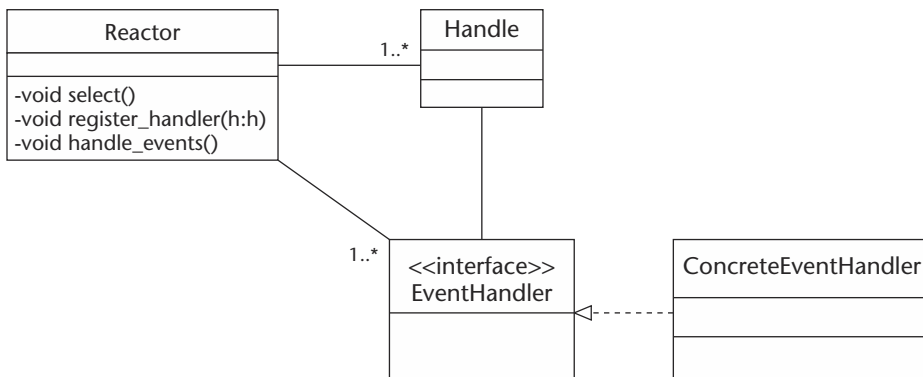 Reactor
-void select()
-void register_handler(h:h)
-void handle_events()
1..*
Handle
1..*
<<interface>>
EventHandler
ConcreteEventHandler